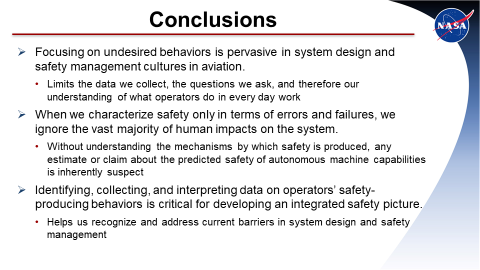 Conclusions
NASA
➢ Focusing on undesired behaviors is pervasive in system design and
safety management cultures in aviation.
• Limits the data we collect, the questions we ask, and therefore our
understanding of what operators do in every day work
➢ When we characterize safety only in terms of errors and failures, we
ignore the vast majority of human impacts on the system.
• Without understanding the mechanisms by which safety is produced, any
estimate or claim about the predicted safety of autonomous machine capabilities
is inherently suspect
➢ Identifying, collecting, and interpreting data on operators' safety-
producing behaviors is critical for developing an integrated safety picture.
• Helps us recognize and address current barriers in system design and safety
management